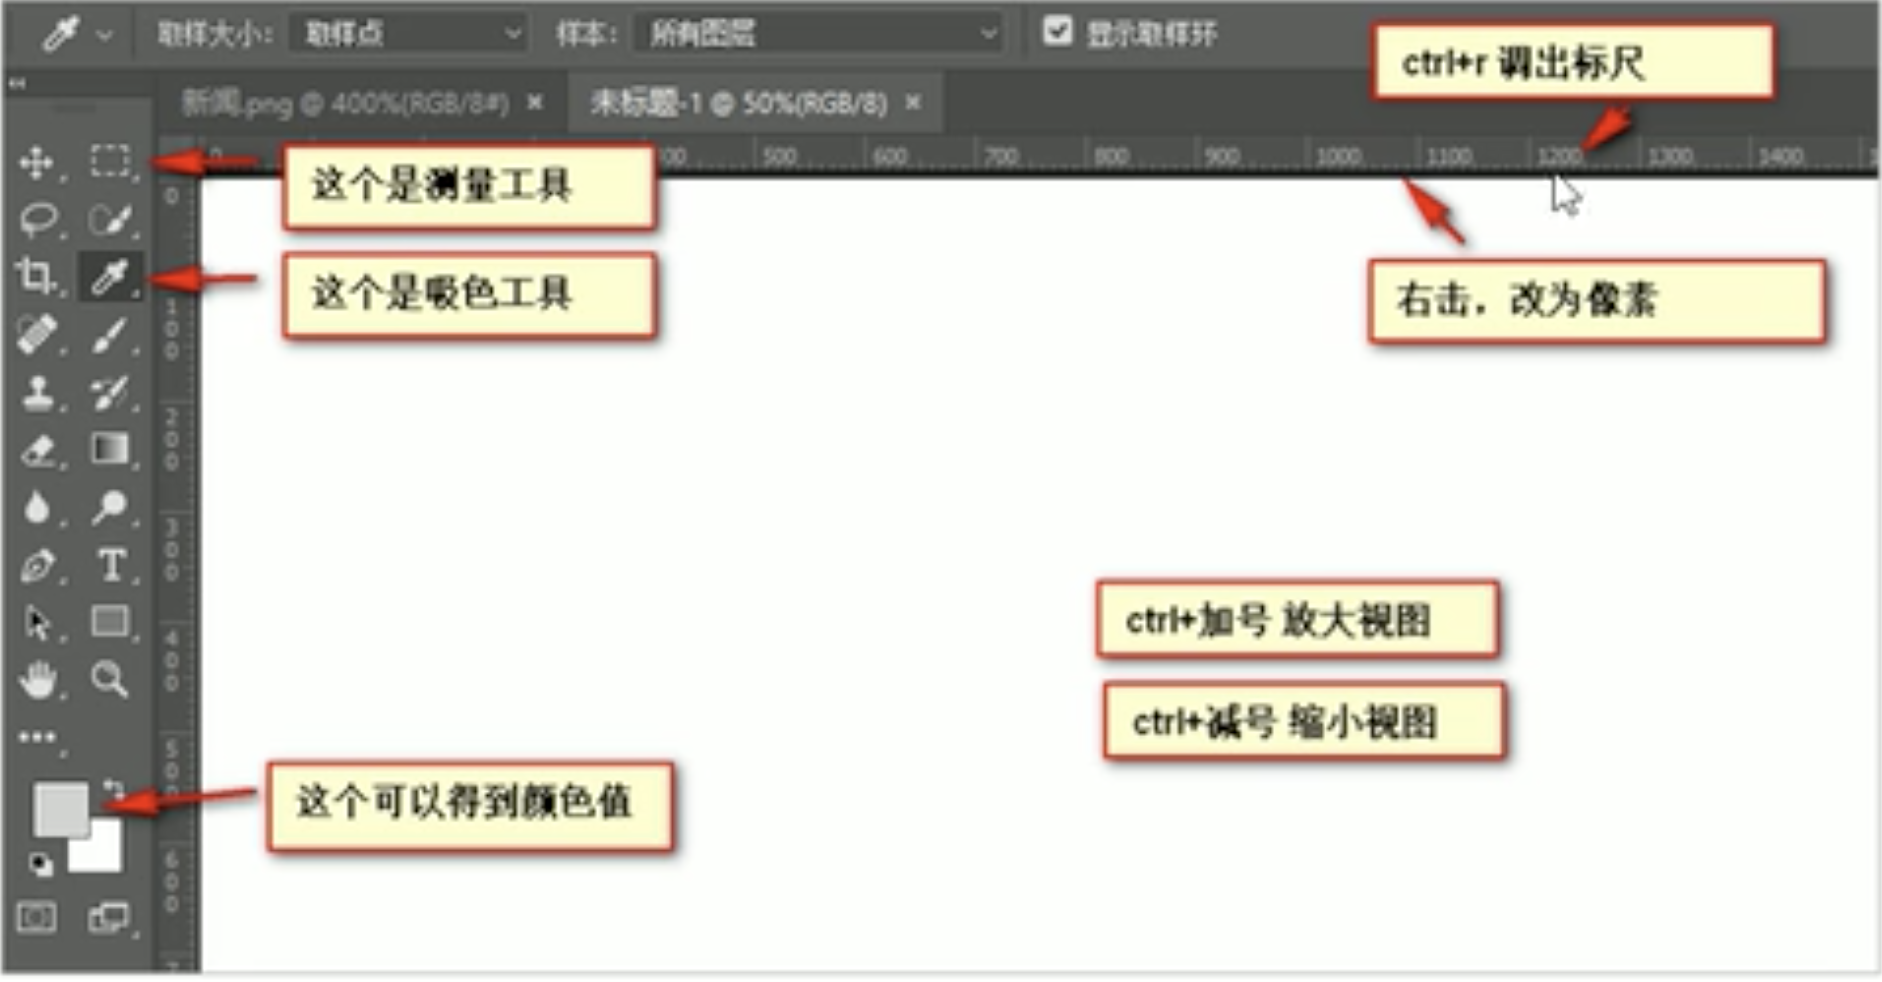 取样大小： 取样点 样本： 所有图层 显示取样环
ctrl+r 调出标尺
新闻.png @ 400%(RGB/8#) × 未标题-1 @ 50%(RGB/8) ×
0 500 600 700 800 900 1000 1100 1200 1300 1400
这个是测量工具
这个是吸色工具
右击，改为像素
0
100
200
300
400
600
T
ctrl+加号 放大视图
ctrl+减号 缩小视图
这个可以得到颜色值